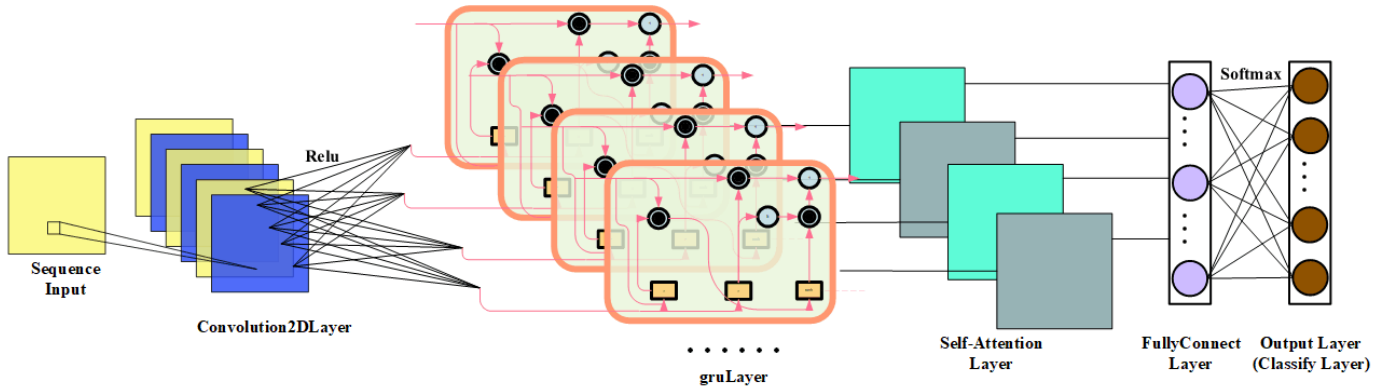 Sequence
Input
Convolution2DLayer
Relu
gruLayer
Self-Attention
Layer
FullyConnect
Layer
Softmax
Output Layer
(Classify Layer)